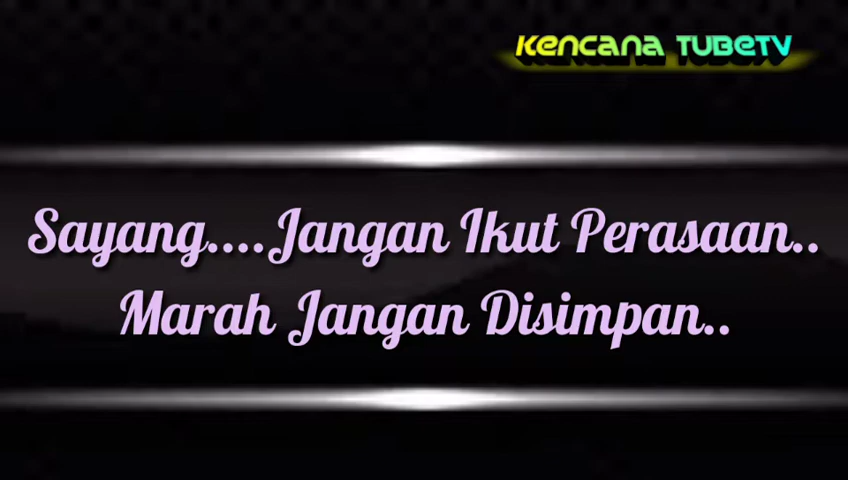 KENCANA TUBETV
Sayang....Jangan Ikut Perasaan..
Marah Jangan Disimpan..